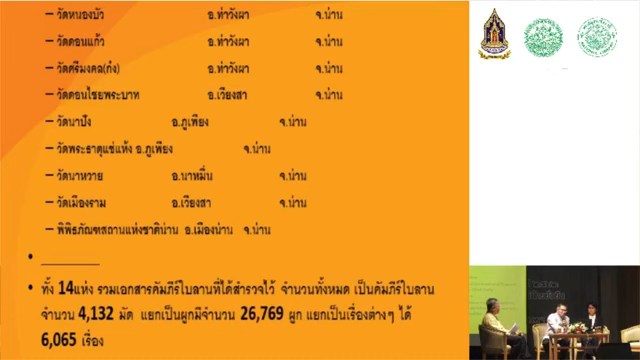 – วัดหนองบัว อ.ท่าวังผา จ.น่าน
– วัดดอนแก้ว อ.ท่าวังผา จ.น่าน
– วัดศรีมงคล(ก๋ง) อ.ท่าวังผา จ.น่าน
– วัดดอนไชยพระบาท อ.เวียงสา จ.น่าน
– วัดนาปัง อ.ภูเพียง จ.น่าน
– วัดพระธาตุแช่แห้ง อ.ภูเพียง จ.น่าน
– วัดนาหวาย อ.นาหมื่น จ.น่าน
– วัดเมืองราม อ.เวียงสา จ.น่าน
– พิพิธภัณฑสถานแห่งชาติน่าน อ.เมืองน่าน จ.น่าน
• ________
• ทั้ง 14แห่ง รวมเอกสารคัมภีร์ใบลานที่ได้สำรวจไว้ จำนวนทั้งหมด เป็นคัมภีร์ใบลาน
จำนวน 4,132 มัด แยกเป็นผูกมีจำนวน 26,769 ผูก แยกเป็นเรื่องต่างๆ ได้
6,065 เรื่อง